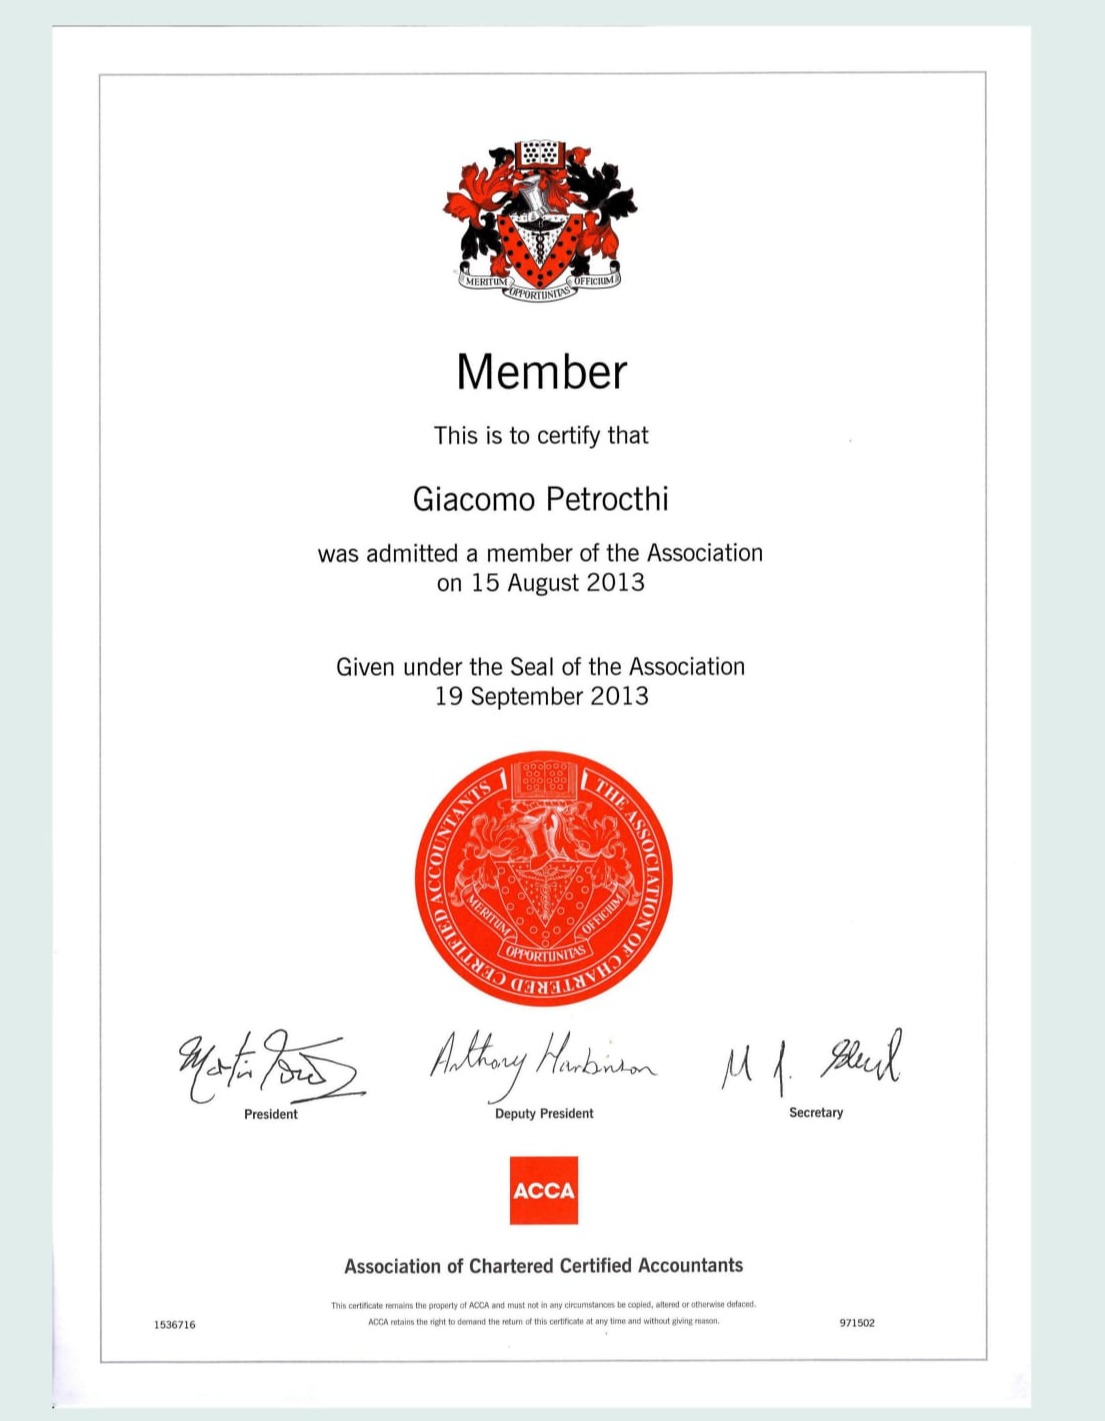 MERITUM OPPORTUNITAS OFFICIUM
Member
This is to certify that
Giacomo Petrocthi
was admitted a member of the Association
on 15 August 2013
Given under the Seal of the Association
19 September 2013
THE ASSOCIATION OF CHARTERED CERTIFIED ACCOUNTANTS
MERITUM OPPORTUNITAS OFFICIUM
Anthony Harbinson
President
Deputy President
Secretary
ACCA
Association of Chartered Certified Accountants
This certificate remains the property of ACCA and must not in any circumstances be copied, altered or otherwise defaced.
ACCA retains the right to demand the return of this certificate at any time and without giving reason.
1536716
971502